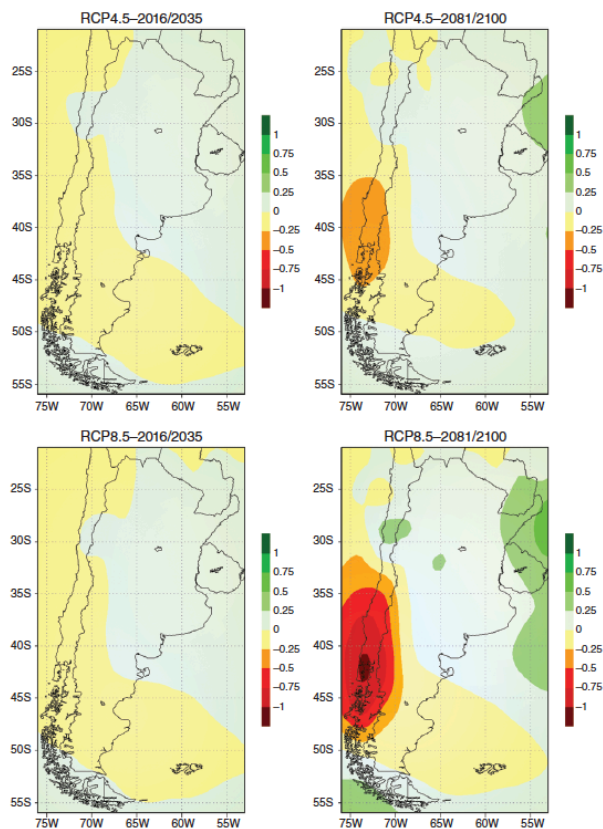 RCP4.5–2016/2035
25S
30S
35S
40S
45S
50S
55S
75W 70W 65W 60W 55W
1
0.75
0.5
0.25
0
−0.25
−0.5
−0.75
−1
RCP4.5–2081/2100
25S
30S
35S
40S
45S
50S
55S
75W 70W 65W 60W 55W
1
0.75
0.5
0.25
0
−0.25
−0.5
−0.75
−1
RCP8.5–2016/2035
25S
30S
35S
40S
45S
50S
55S
75W 70W 65W 60W 55W
1
0.75
0.5
0.25
0
−0.25
−0.5
−0.75
−1
RCP8.5–2081/2100
25S
30S
35S
40S
45S
50S
55S
75W 70W 65W 60W 55W
1
0.75
0.5
0.25
0
−0.25
−0.5
−0.75
−1